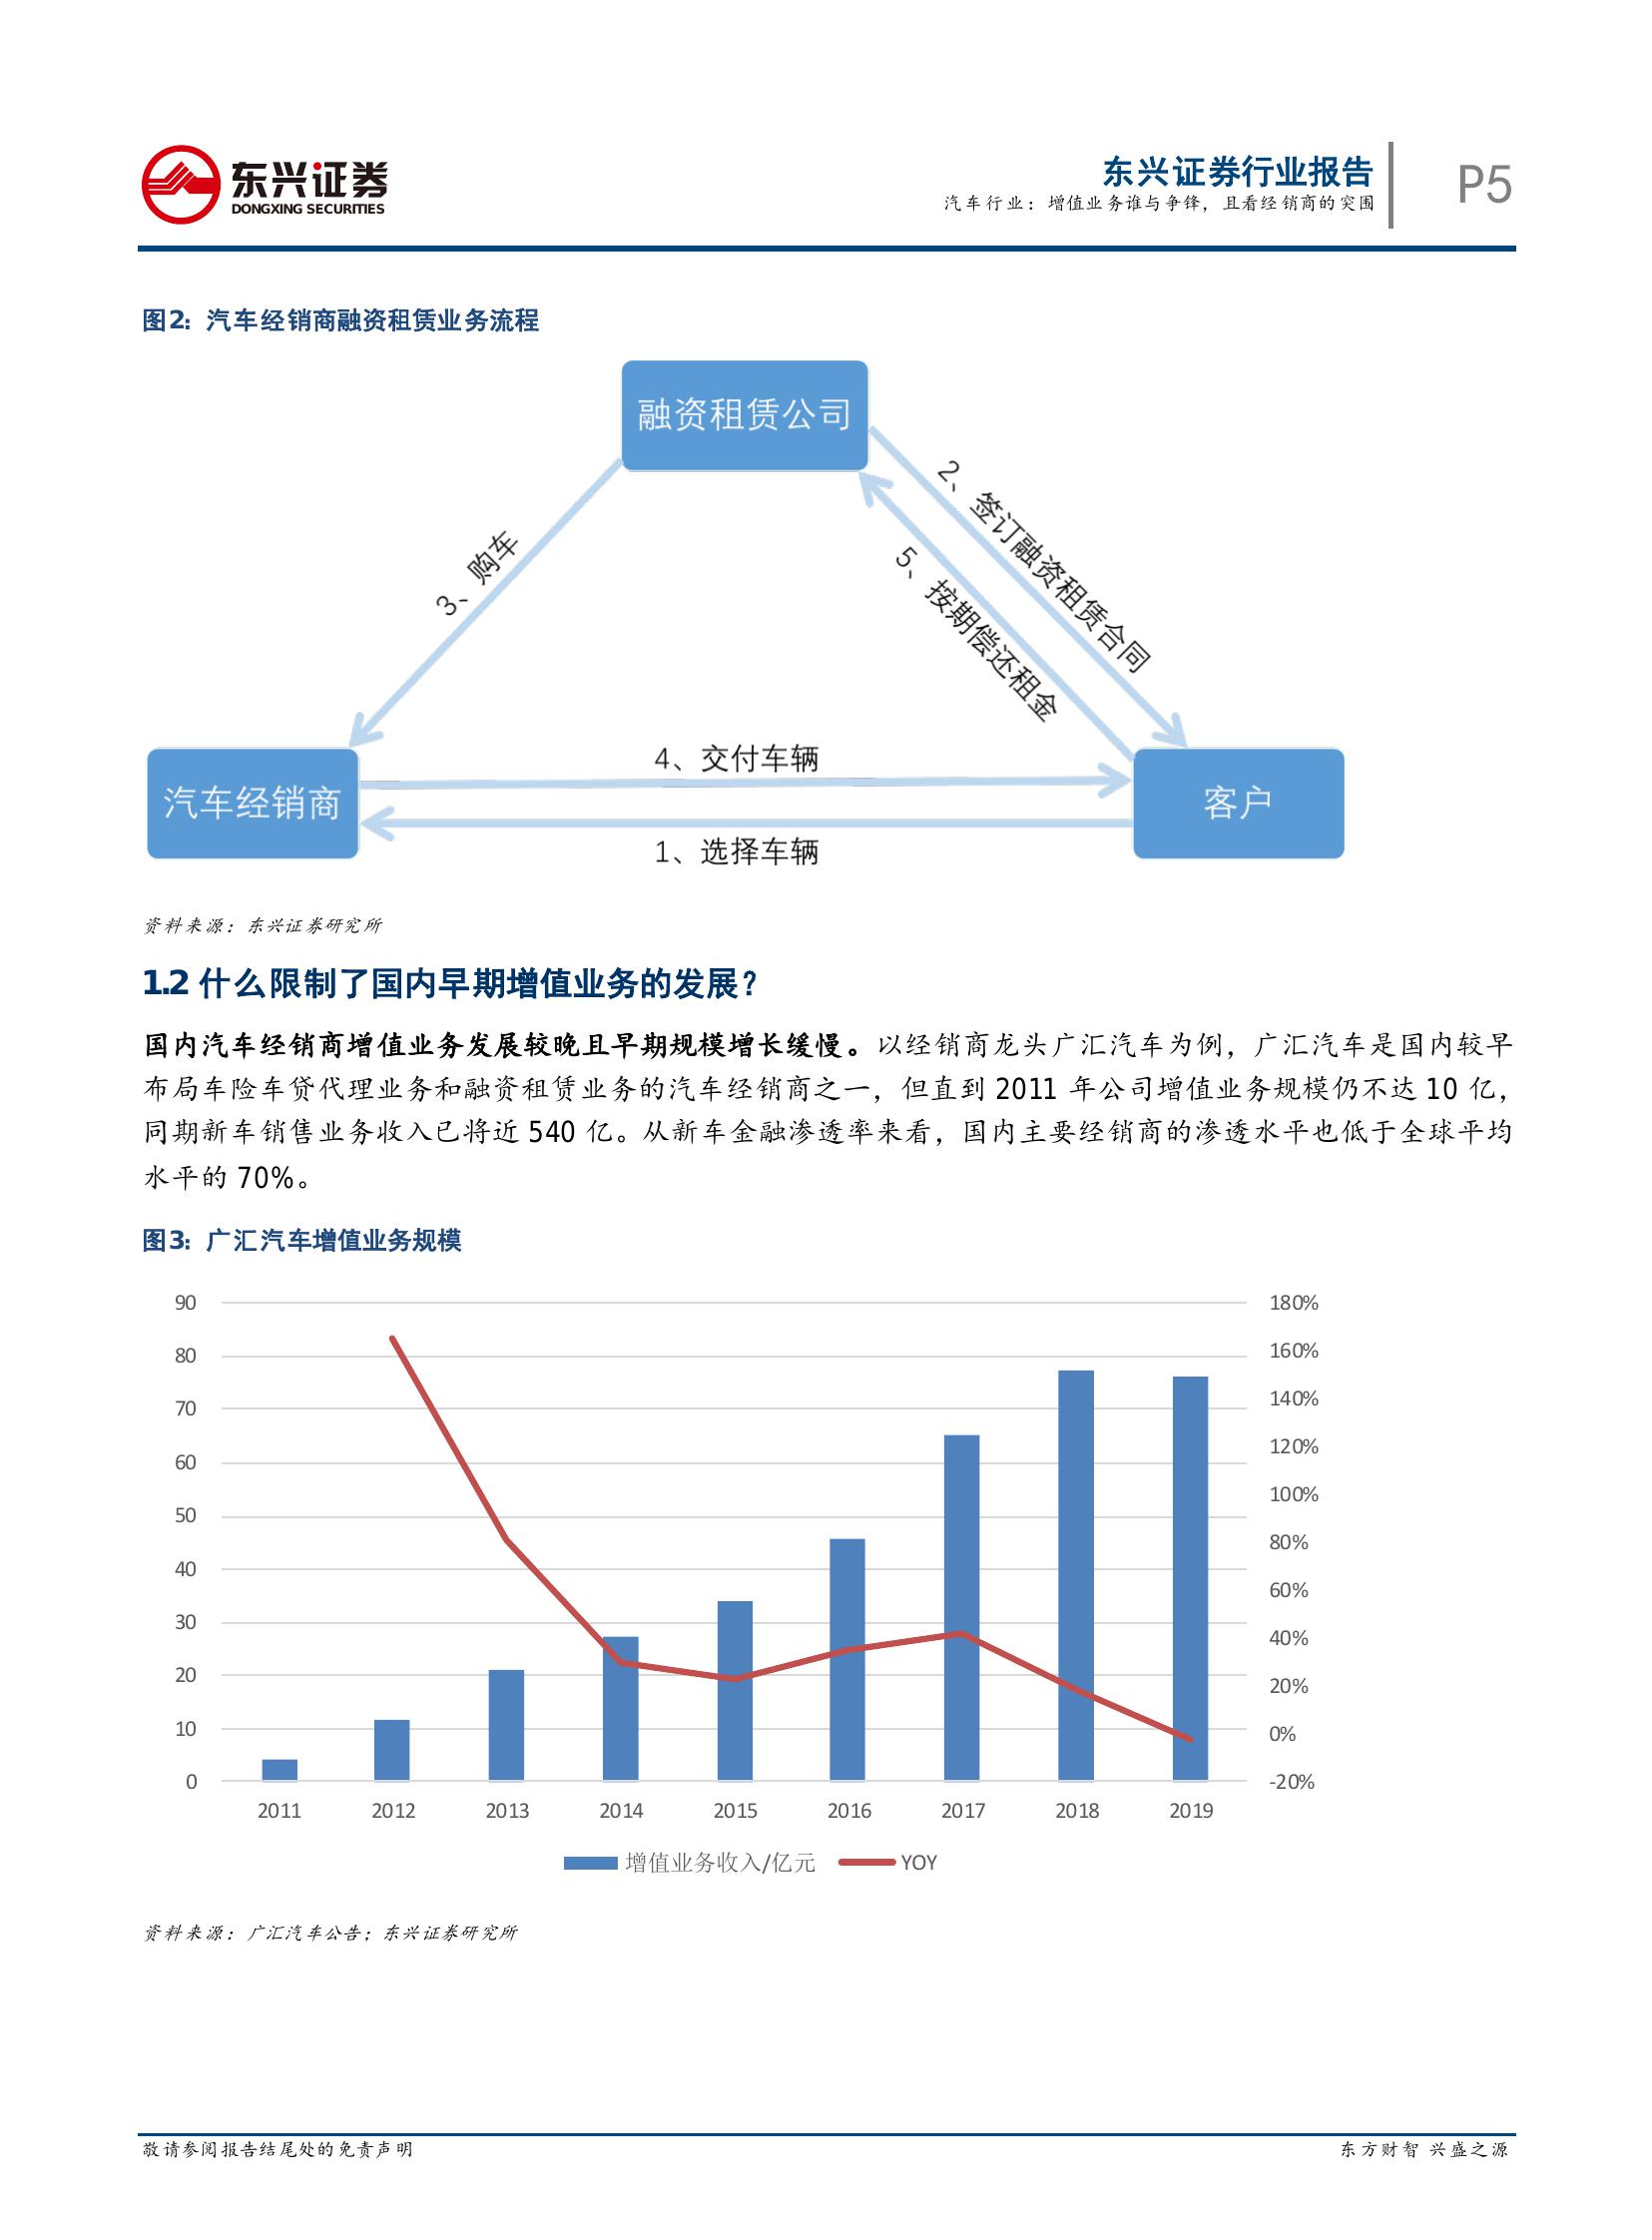 东兴证券
DONGXING SECURITIES
东兴证券行业报告
汽车行业：增值业务谁与争锋，且看经销商的突围
P5
图2：汽车经销商融资租赁业务流程
融资租赁公司
2、签订融资租赁合同
3、购车
5、按期偿还租金
4、交付车辆
汽车经销商
客户
1、选择车辆
资料来源：东兴证券研究所
1.2 什么限制了国内早期增值业务的发展？
国内汽车经销商增值业务发展较晚且早期规模增长缓慢。以经销商龙头广汇汽车为例，广汇汽车是国内较早
布局车险车贷代理业务和融资租赁业务的汽车经销商之一，但直到 2011 年公司增值业务规模仍不达 10 亿，
同期新车销售业务收入已将近 540 亿。从新车金融渗透率来看，国内主要经销商的渗透水平也低于全球平均
水平的 70%。
图3：广汇汽车增值业务规模
90 180%
80 160%
70 140%
60 120%
50 100%
40 80%
30 60%
20 40%
10 20%
0 0%
-20%
2011 2012 2013 2014 2015 2016 2017 2018 2019
增值业务收入/亿元 YOY
资料来源：广汇汽车公告；东兴证券研究所
敬请参阅报告结尾处的免责声明 东方财智 兴盛之源